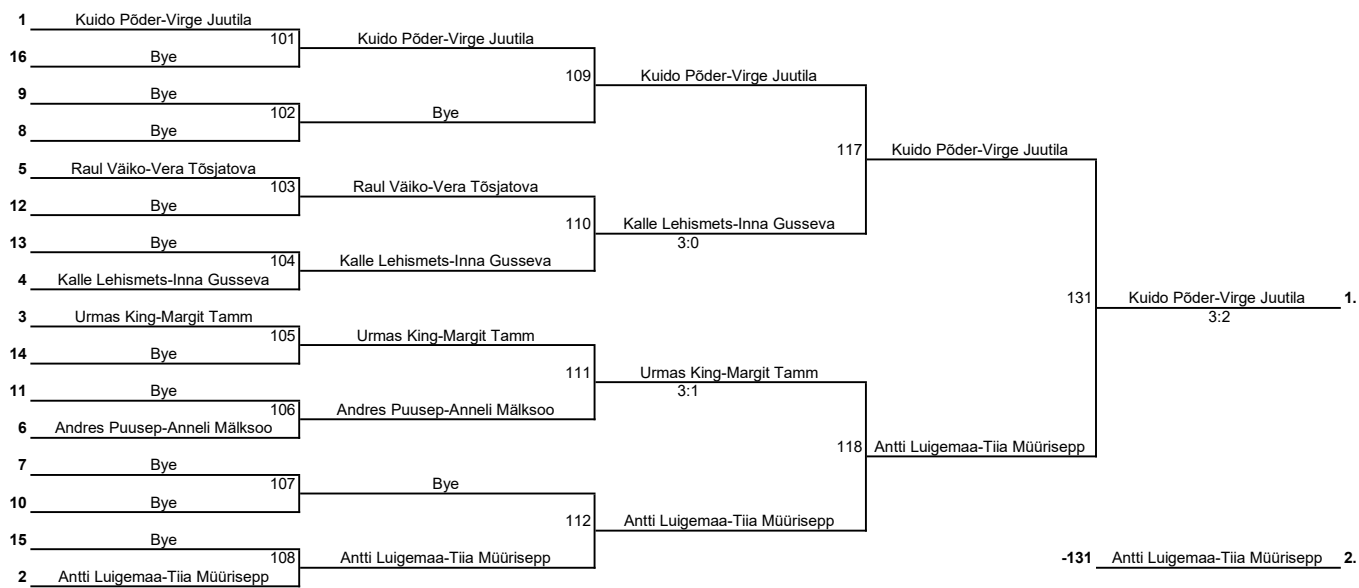 1 Kuido Põder-Virge Juutila
101 Kuido Põder-Virge Juutila
16 Bye
109 Kuido Põder-Virge Juutila
9 Bye
102 Bye
8 Bye
117 Kuido Põder-Virge Juutila
5 Raul Väiko-Vera Tõsjatova
103 Raul Väiko-Vera Tõsjatova
12 Bye
110 Kalle Lehismets-Inna Gusseva
3:0
13 Bye
104 Kalle Lehismets-Inna Gusseva
4 Kalle Lehismets-Inna Gusseva
131 Kuido Põder-Virge Juutila 1.
3:2
3 Urmas King-Margit Tamm
105 Urmas King-Margit Tamm
14 Bye
111 Urmas King-Margit Tamm
3:1
11 Bye
106 Andres Puusep-Anneli Mälksoo
6 Andres Puusep-Anneli Mälksoo
118 Antti Luigemaa-Tiia Müürisepp
7 Bye
107 Bye
10 Bye
112 Antti Luigemaa-Tiia Müürisepp
15 Bye
108 Antti Luigemaa-Tiia Müürisepp
2 Antti Luigemaa-Tiia Müürisepp
-131 Antti Luigemaa-Tiia Müürisepp 2.